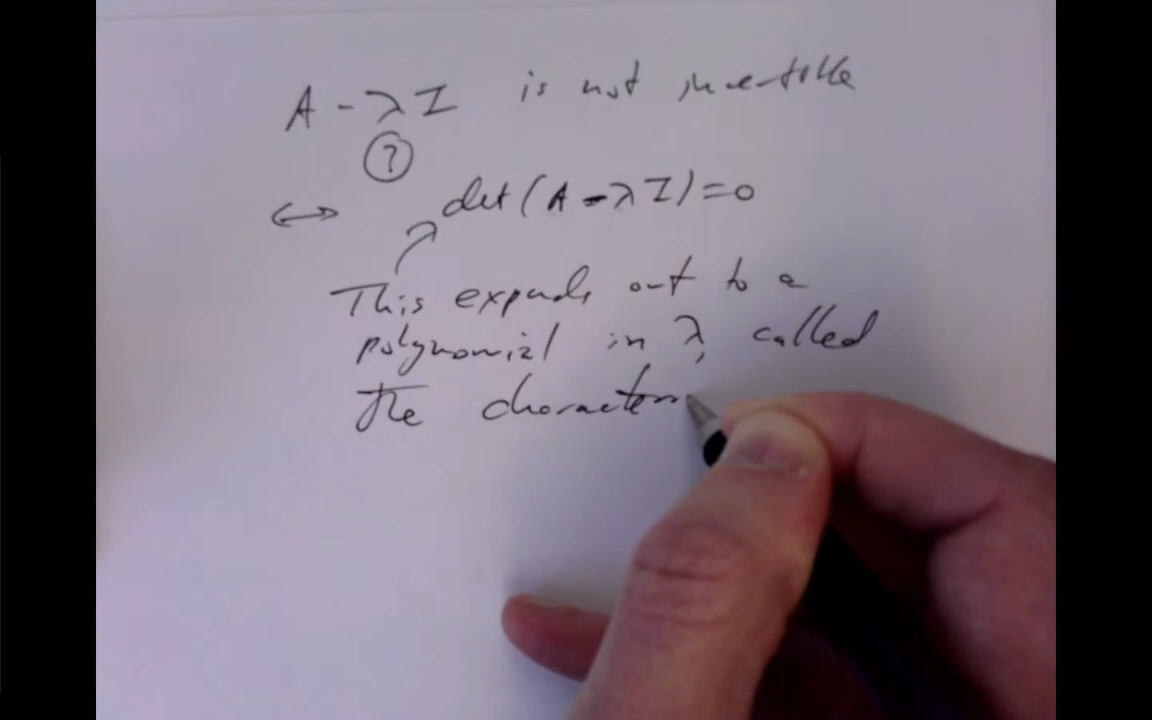 A - λI is not invertible
?
↔ det(A - λI) = 0
This expands out to a
polynomial in λ, called
the character